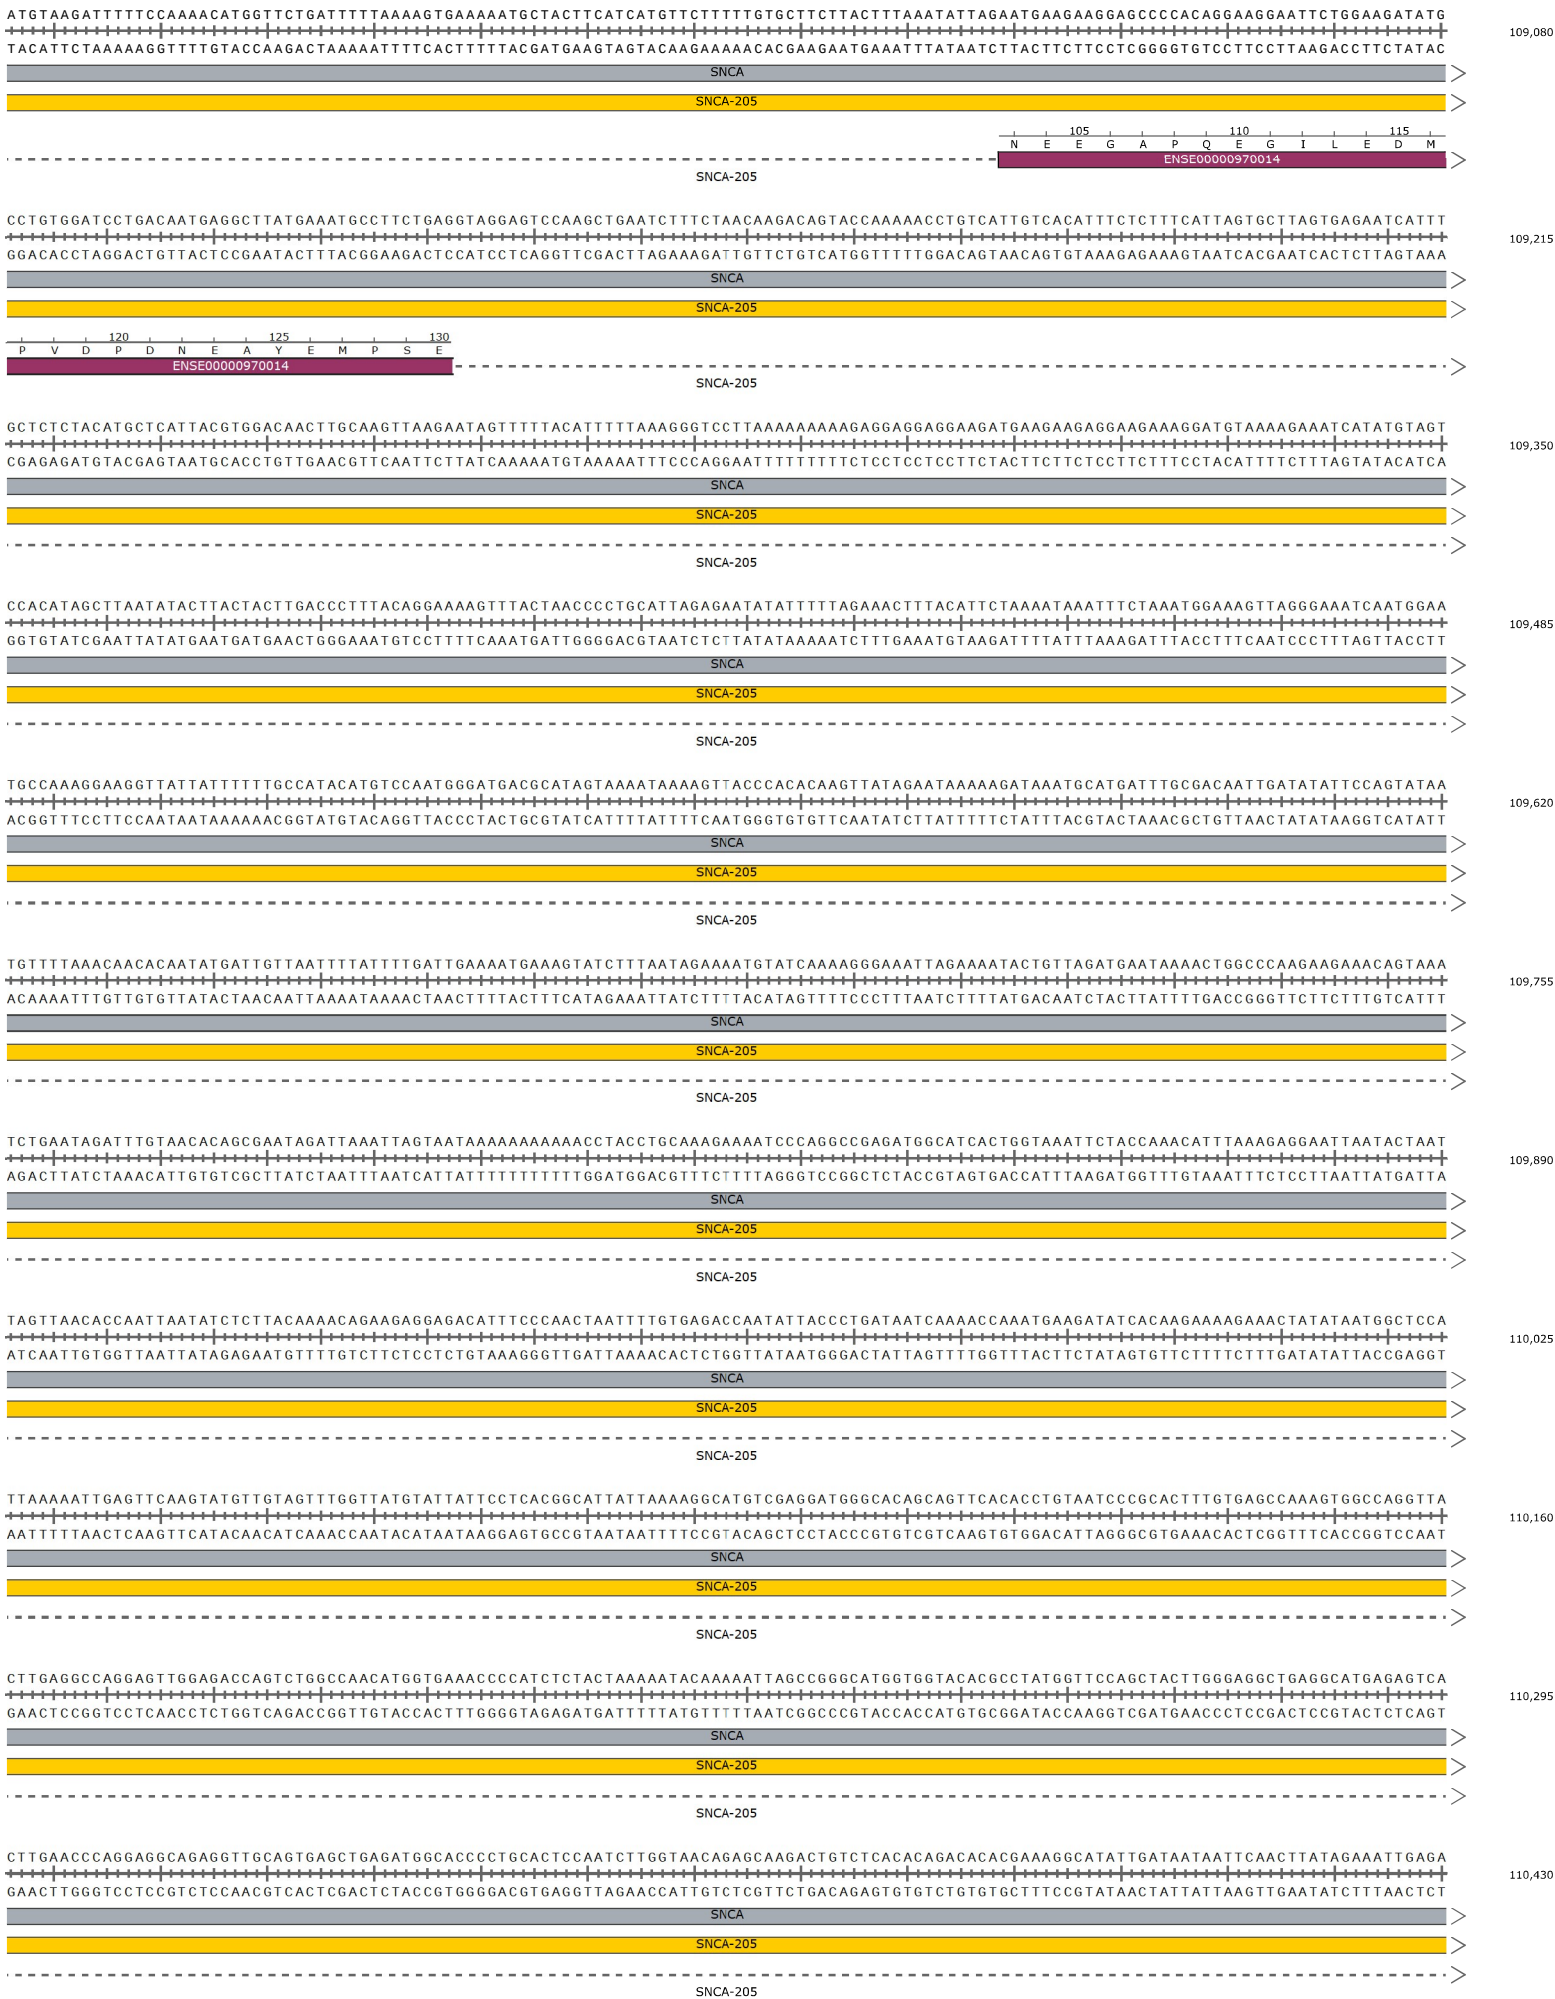 ATGTAAGATTTTTCCAAAACATGGTTCTGATTTTTAAAAGTGAAAAATGCTACTTCATCATGTTCTTTTTGTGCTTCTTACTTTAAATATTAGAATGAAGAAGGAGCCCCACAGGAAGGAATTCTGGAAGATATG
109,080
TACATTCTAAAAAGGTTTTGTACCAAGACTAAAAATTTTCACTTTTTACGATGAAGTAGTACAAGAAAAACACGAAGAATGAAATTTATAATCTTACTTCTTCCTCGGGGTGTCCTTCCTTAAGACCTTCTATAC
SNCA
SNCA-205
105 110 115
N E E G A P Q E G I L E D M
ENSE00000970014
SNCA-205
CCTGTGGATCCTGACAATGAGGCTTATGAAATGCCTTCTGAGGTAGGAGTCCAAGCTGAATCTTTCTAACAAGACAGTACCAAAAACCTGTCATTGTCACATTTCTCTTTCATTAGTGCTTAGTGAGAATCATTT
109,215
GGACACCTAGGACTGTTACTCCGAATACTTTACGGAAGACTCCATCCTCAGGTTCGACTTAGAAAGATTGTTCTGTCATGGTTTTTGGACAGTAACAGTGTAAAGAGAAAGTAATCACGAATCACTCTTAGTAAA
SNCA
SNCA-205
120 125 130
P V D P D N E A Y E M P S E
ENSE00000970014
SNCA-205
GCTCTCTACATGCTCATTACGTGGACAACTTGCAAGTTAAGAATAGTTTTTACATTTTTAAAGGGTCCTTAAAAAAAAAGAGGAGGAGGAAGATGAAGAAGAGGAAGAAAGGATGTAAAAGAAATCATATGTAGT
109,350
CGAGAGATGTACGAGTAATGCACCTGTTGAACGTTCAATTCTTATCAAAAATGTAAAAATTTCCCAGGAATTTTTTTTTCTCCTCCTCCTTCTACTTCTTCTCCTTCTTTCCTACATTTTCTTTAGTATACATCA
SNCA
SNCA-205
SNCA-205
CCACATAGCTTAATATACTTACTACTTGACCCTTTACAGGAAAAGTTTACTAACCCCTGCATTAGAGAATATATTTTTAGAAACTTTACATTCTAAAATAAATTTCTAAATGGAAAGTTAGGGAAATCAATGGAA
109,485
GGTGTATCGAATTATATGAATGATGAACTGGGAAATGTCCTTTTCAAATGATTGGGGACGTAATCTCTTATATAAAAATCTTTGAAATGTAAGATTTTATTTAAAGATTTACCTTTCAATCCCTTTAGTTACCTT
SNCA
SNCA-205
SNCA-205
TGCCAAAGGAAGGTTATTATTTTTTGCCATACATGTCCAATGGGATGACGCATAGTAAAATAAAAGTTACCCACACAAGTTATAGAATAAAAAGATAAATGCATGATTTGCGACAATTGATATATTCCAGTATAA
109,620
ACGGTTTCCTTCCAATAATAAAAAACGGTATGTACAGGTTACCCTACTGCGTATCATTTTATTTTCAATGGGTGTGTTCAATATCTTATTTTTCTATTTACGTACTAAACGCTGTTAACTATATAAGGTCATATT
SNCA
SNCA-205
SNCA-205
TGTTTTAAACAACACAATATGATTGTTAATTTTATTTTGATTGAAAATGAAAGTATCTTTAATAGAAAATGTATCAAAAGGGAAATTAGAAAATACTGTTAGATGAATAAAACTGGCCCAAGAAGAAACAGTAAA
109,755
ACAAAATTTGTTGTGTTATACTAACAATTAAAATAAAACTAACTTTTACTTTCATAGAAATTATCTTTTACATAGTTTTCCCTTTAATCTTTTATGACAATCTACTTATTTTGACCGGGTTCTTCTTTGTCATTT
SNCA
SNCA-205
SNCA-205
TCTGAATAGATTTGTAACACAGCGAATAGATTAAATTAGTAATAAAAAAAAAAACCTACCTGCAAAGAAAATCCCAGGCCGAGATGGCATCACTGGTAAATTCTACCAAACATTTAAAGAGGAATTAATACTAAT
109,890
AGACTTATCTAAACATTGTGTCGCTTATCTAATTTAATCATTATTTTTTTTTTTGGATGGACGTTTCTTTTAGGGTCCGGCTCTACCGTAGTGACCATTTAAGATGGTTTGTAAATTTCTCCTTAATTATGATTA
SNCA
SNCA-205
SNCA-205
TAGTTAACACCAATTAATATCTCTTACAAAACAGAAGAGGAGACATTTCCCAACTAATTTTGTGAGACCAATATTACCCTGATAATCAAAACCAAATGAAGATATCACAAGAAAAGAAACTATATAATGGCTCCA
110,025
ATCAATTGTGGTTAATTATAGAGAATGTTTTGTCTTCTCCTCTGTAAAGGGTTGATTAAAACACTCTGGTTATAATGGGACTATTAGTTTTGGTTTACTTCTATAGTGTTCTTTTCTTTGATATATTACCGAGGT
SNCA
SNCA-205
SNCA-205
TTAAAAATTGAGTTCAAGTATGTTGTAGTTTGGTTATGTATTATTCCTCACGGCATTATTAAAAGGCATGTCGAGGATGGGCACAGCAGTTCACACCTGTAATCCCGCACTTTGTGAGCCAAAGTGGCCAGGTTA
110,160
AATTTTTAACTCAAGTTCATACAACATCAAACCAATACATAATAAGGAGTGCCGTAATAATTTTCCGTACAGCTCCTACCCGTGTCGTCAAGTGTGGACATTAGGGCGTGAAACACTCGGTTTCACCGGTCCAAT
SNCA
SNCA-205
SNCA-205
CTTGAGGCCAGGAGTTGGAGACCAGTCTGGCCAACATGGTGAAACCCCATCTCTACTAAAAATACAAAAATTAGCCGGGCATGGTGGTACACGCCTATGGTTCCAGCTACTTGGGAGGCTGAGGCATGAGAGTCA
110,295
GAACTCCGGTCCTCAACCTCTGGTCAGACCGGTTGTACCACTTTGGGGTAGAGATGATTTTTATGTTTTTAATCGGCCCGTACCACCATGTGCGGATACCAAGGTCGATGAACCCTCCGACTCCGTACTCTCAGT
SNCA
SNCA-205
SNCA-205
CTTGAACCCAGGAGGCAGAGGTTGCAGTGAGCTGAGATGGCACCCCTGCACTCCAATCTTGGTAACAGAGCAAGACTGTCTCACACAGACACACGAAAGGCATATTGATAATAATTCAACTTATAGAAATTGAGA
110,430
GAACTTGGGTCCTCCGTCTCCAACGTCACTCGACTCTACCGTGGGGACGTGAGGTTAGAACCATTGTCTCGTTCTGACAGAGTGTGTCTGTGTGCTTTCCGTATAACTATTATTAAGTTGAATATCTTTAACTCT
SNCA
SNCA-205
SNCA-205